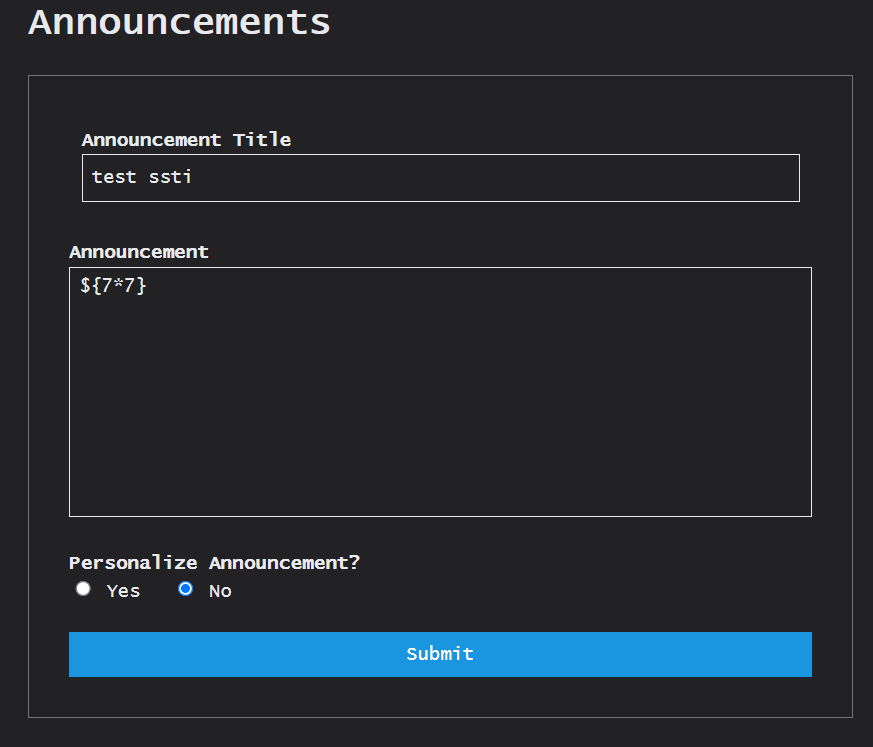 Announcements
Announcement Title
test ssti
Announcement
${7*7}
Personalize Announcement?
Yes No
Submit